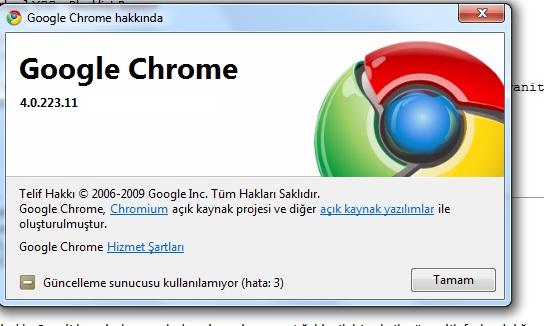 Google Chrome hakkında
Google Chrome
4.0.223.11
Telif Hakkı © 2006-2009 Google Inc. Tüm Hakları Saklıdır.
Google Chrome, Chromium açık kaynak projesi ve diğer açık kaynak yazılımlar ile
oluşturulmuştur.
Google Chrome Hizmet Şartları
Güncelleme sunucusu kullanılamıyor (hata: 3)
Tamam